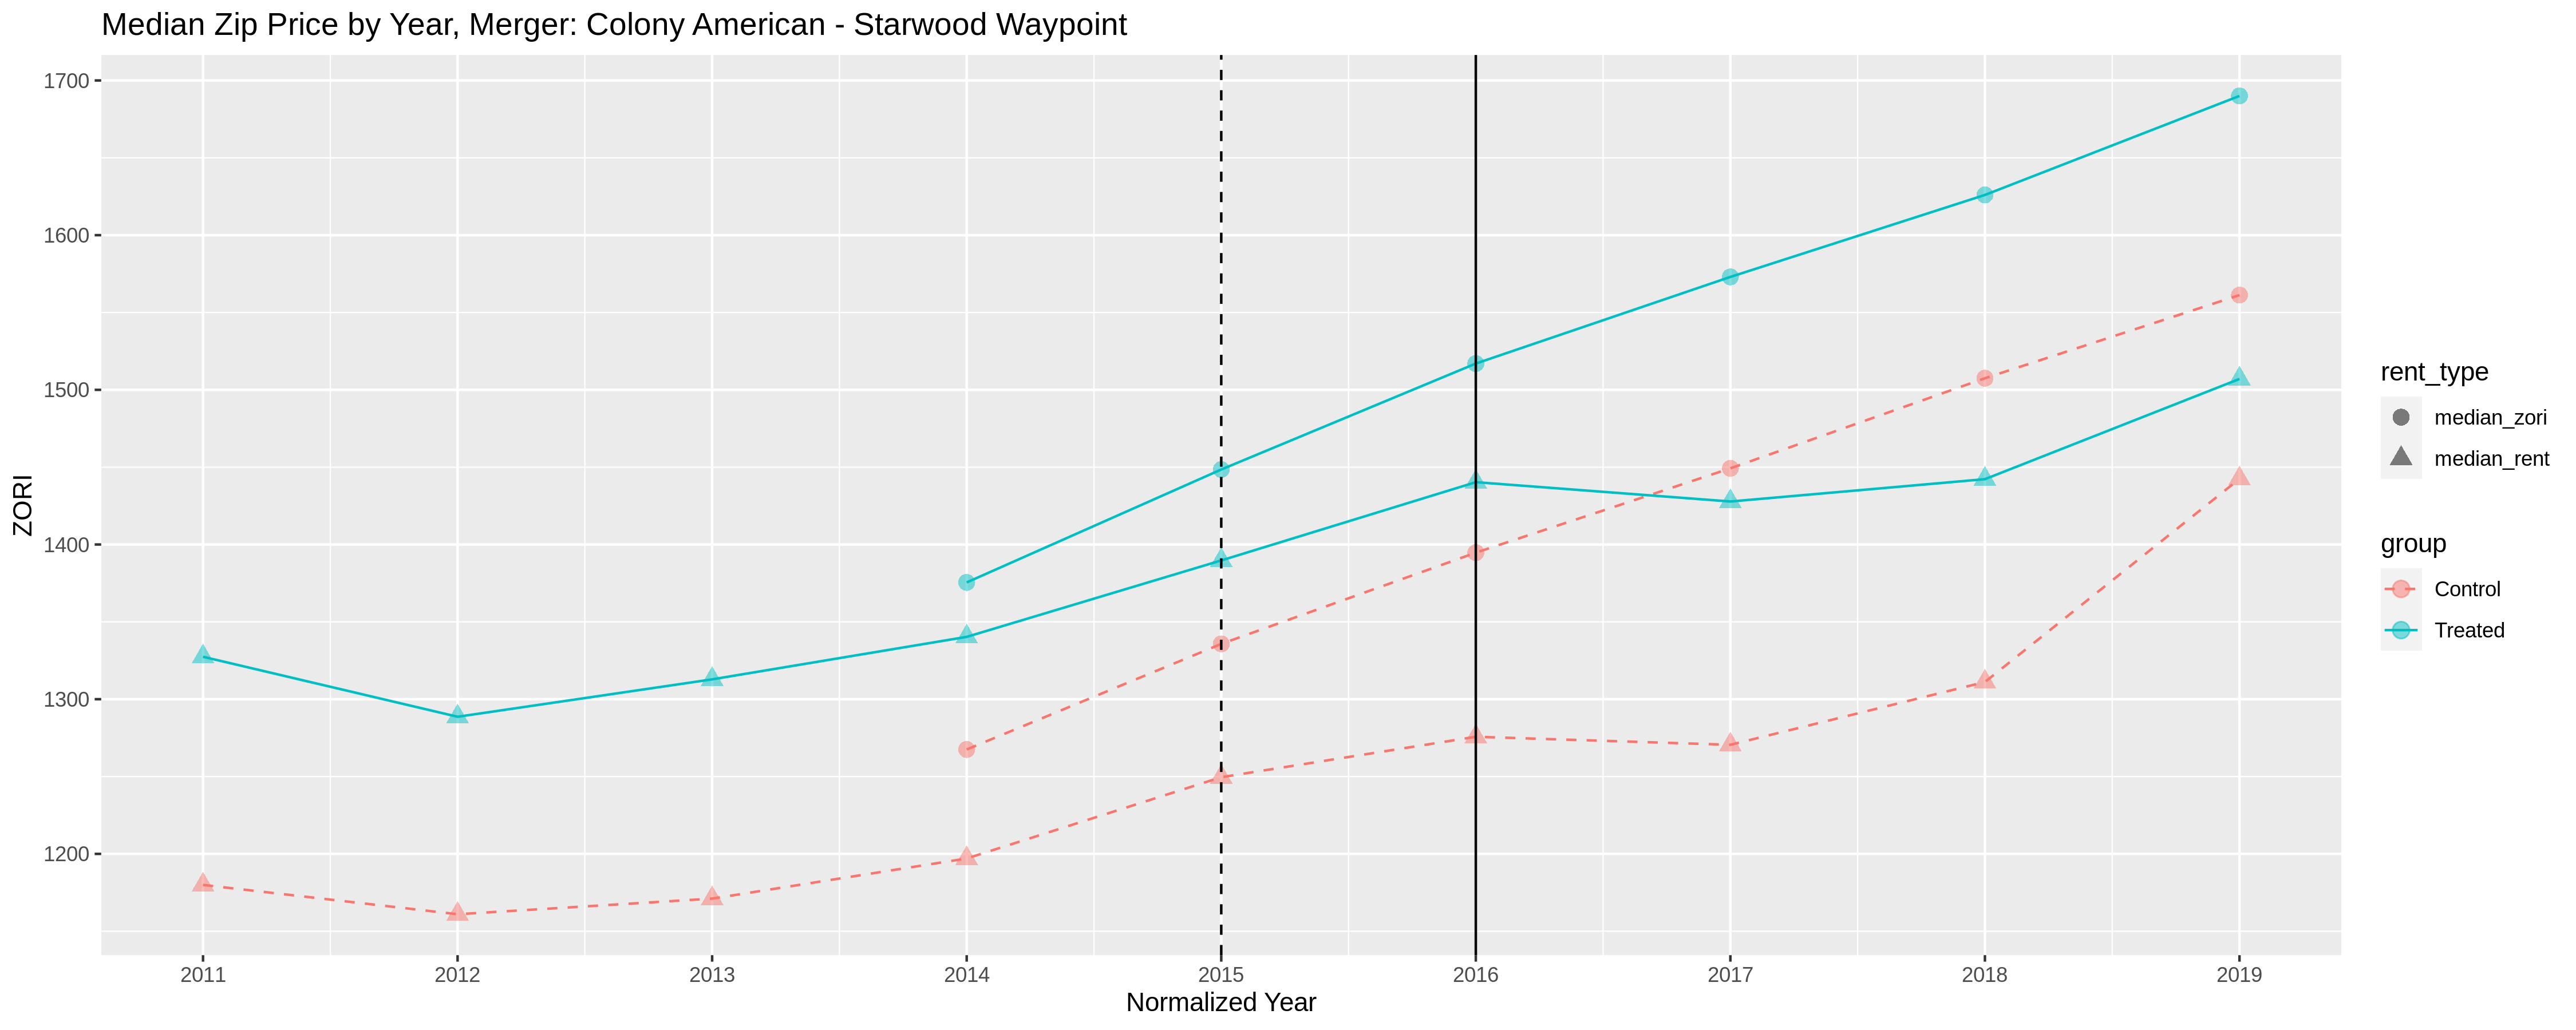 Median Zip Price by Year, Merger: Colony American - Starwood Waypoint
1700
1600
1500
1400
1300
1200
ZORI
2011 2012 2013 2014 2015 2016 2017 2018 2019
Normalized Year
rent_type
median_zori
median_rent
group
Control
Treated